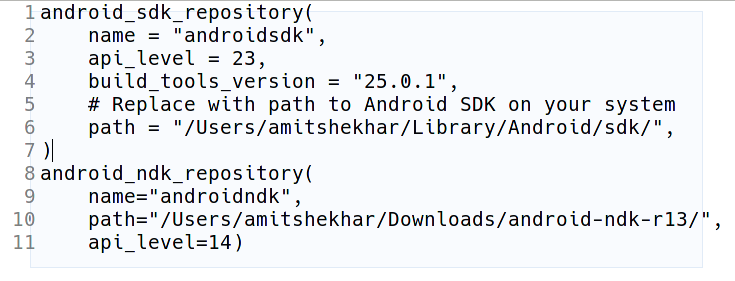 1 android_sdk_repository(
2     name = "androidsdk",
3     api_level = 23,
4     build_tools_version = "25.0.1",
5     # Replace with path to Android SDK on your system
6     path = "/Users/amitshekhar/Library/Android/sdk/",
7 )
8 android_ndk_repository(
9     name="androidndk",
10     path="/Users/amitshekhar/Downloads/android-ndk-r13/",
11     api_level=14)